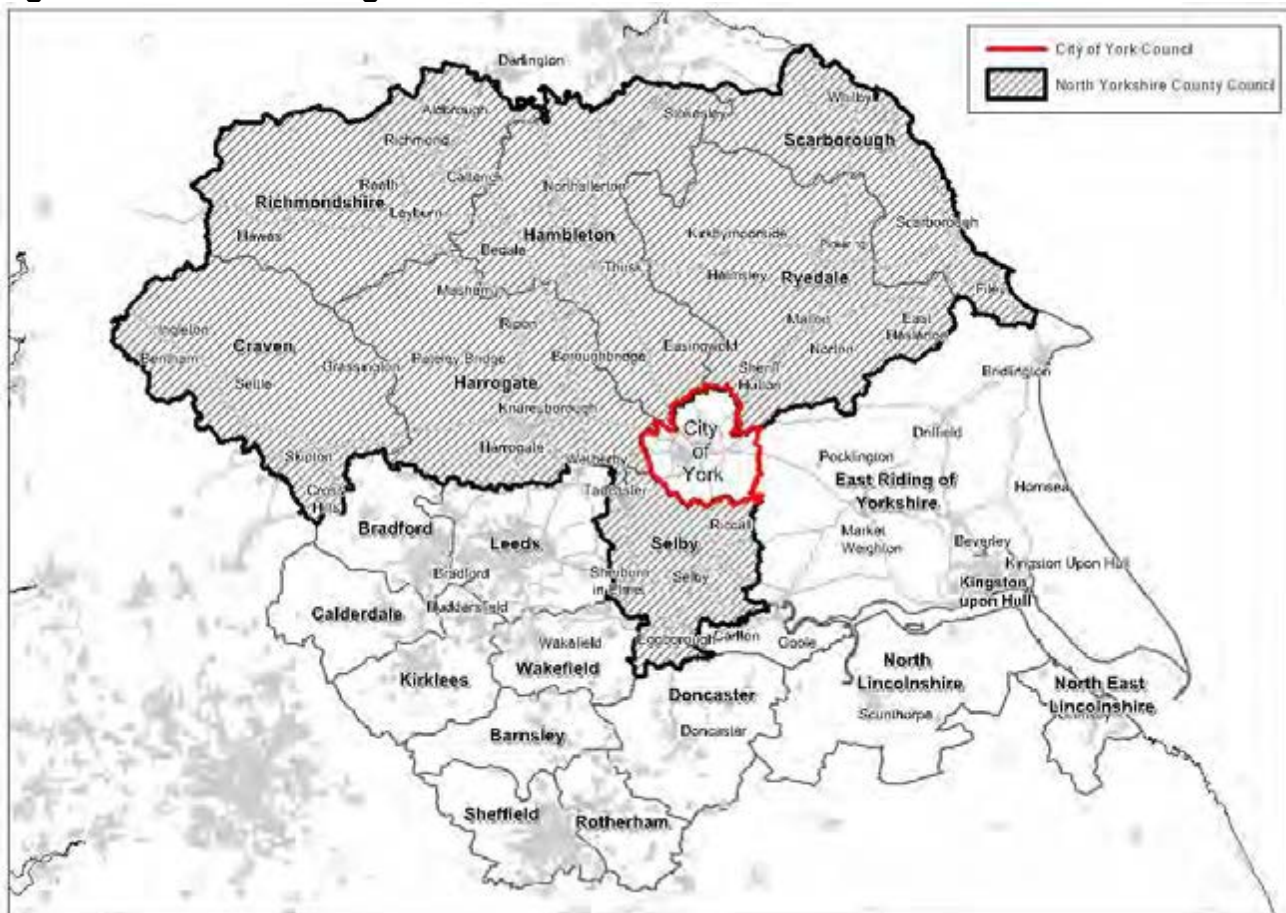 Darlington
City of York Council
North Yorkshire County Council
Aldbrough
Richmond
Stokesley
Whitby
Scarborough
Reeth
Catterick
Richmondshire
Leyburn
Northallerton
Hawes
Hambleton
Bedale
Kirkbymoorside
Pickering
Scarborough
Thirsk
Helmsley
Ryedale
Masham
Filey
Ingleton
Craven
Ripon
Malton
East
Heslerton
Bentham
Grassington
Pateley Bridge
Boroughbridge
Easingwold
Norton
Settle
Harrogate
Sheriff
Hutton
Bridlington
Knaresborough
City
of
York
Driffield
Harrogate
Skipton
Wetherby
Pocklington
East Riding of
Yorkshire
Cross
Hills
Tadcaster
Hornsea
Bradford
Leeds
Riccall
Market
Weighton
Selby
Beverley
Bradford
Sherburn
in Elmet
Selby
Kingston Upon Hull
Kingston
upon Hull
Calderdale
Huddersfield
Wakefield
Eggborough
Carlton
Goole
Kirklees
Wakefield
North
Lincolnshire
Doncaster
North East
Lincolnshire
Scunthorpe
Barnsley
Doncaster
Sheffield
Rotherham